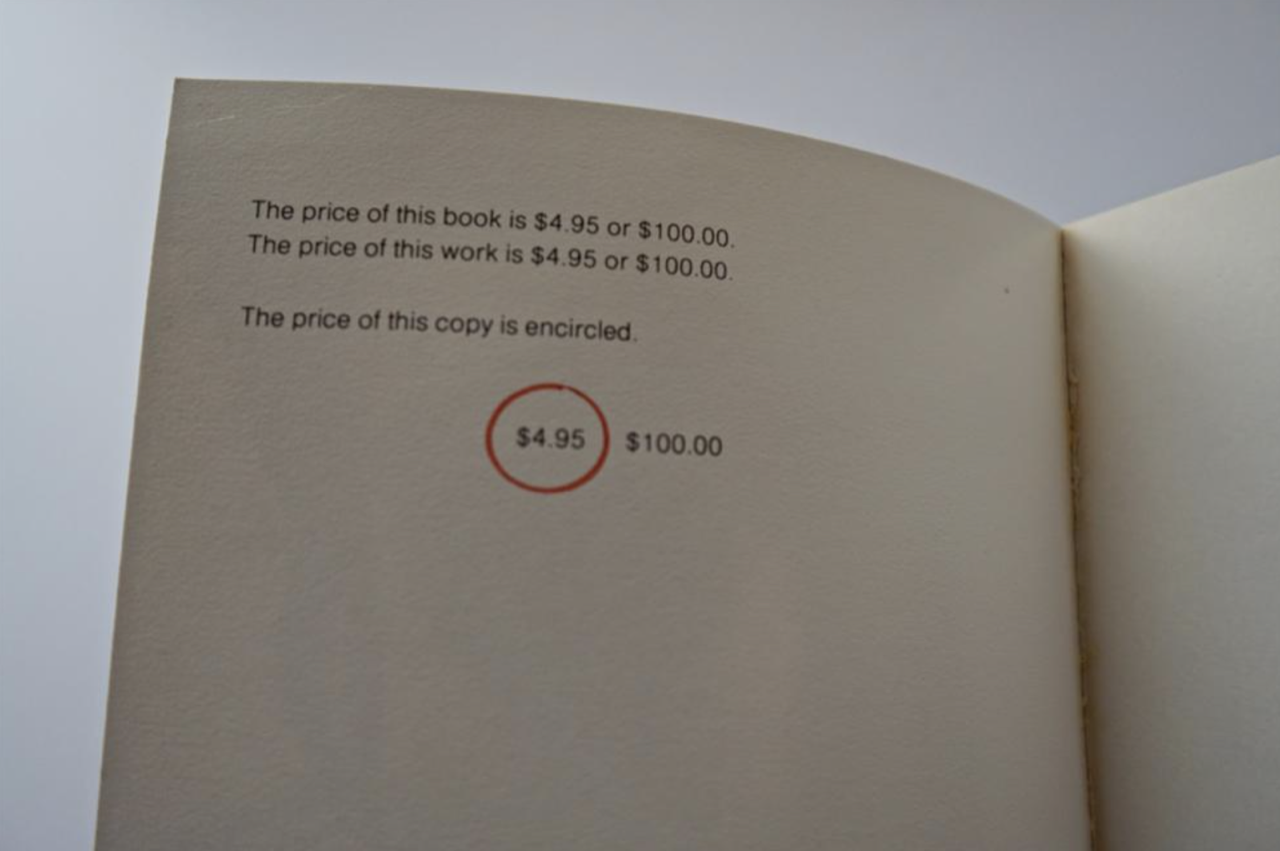 The price of this book is $4.95 or $100.00.
The price of this work is $4.95 or $100.00.
The price of this copy is encircled.
$4.95 $100.00